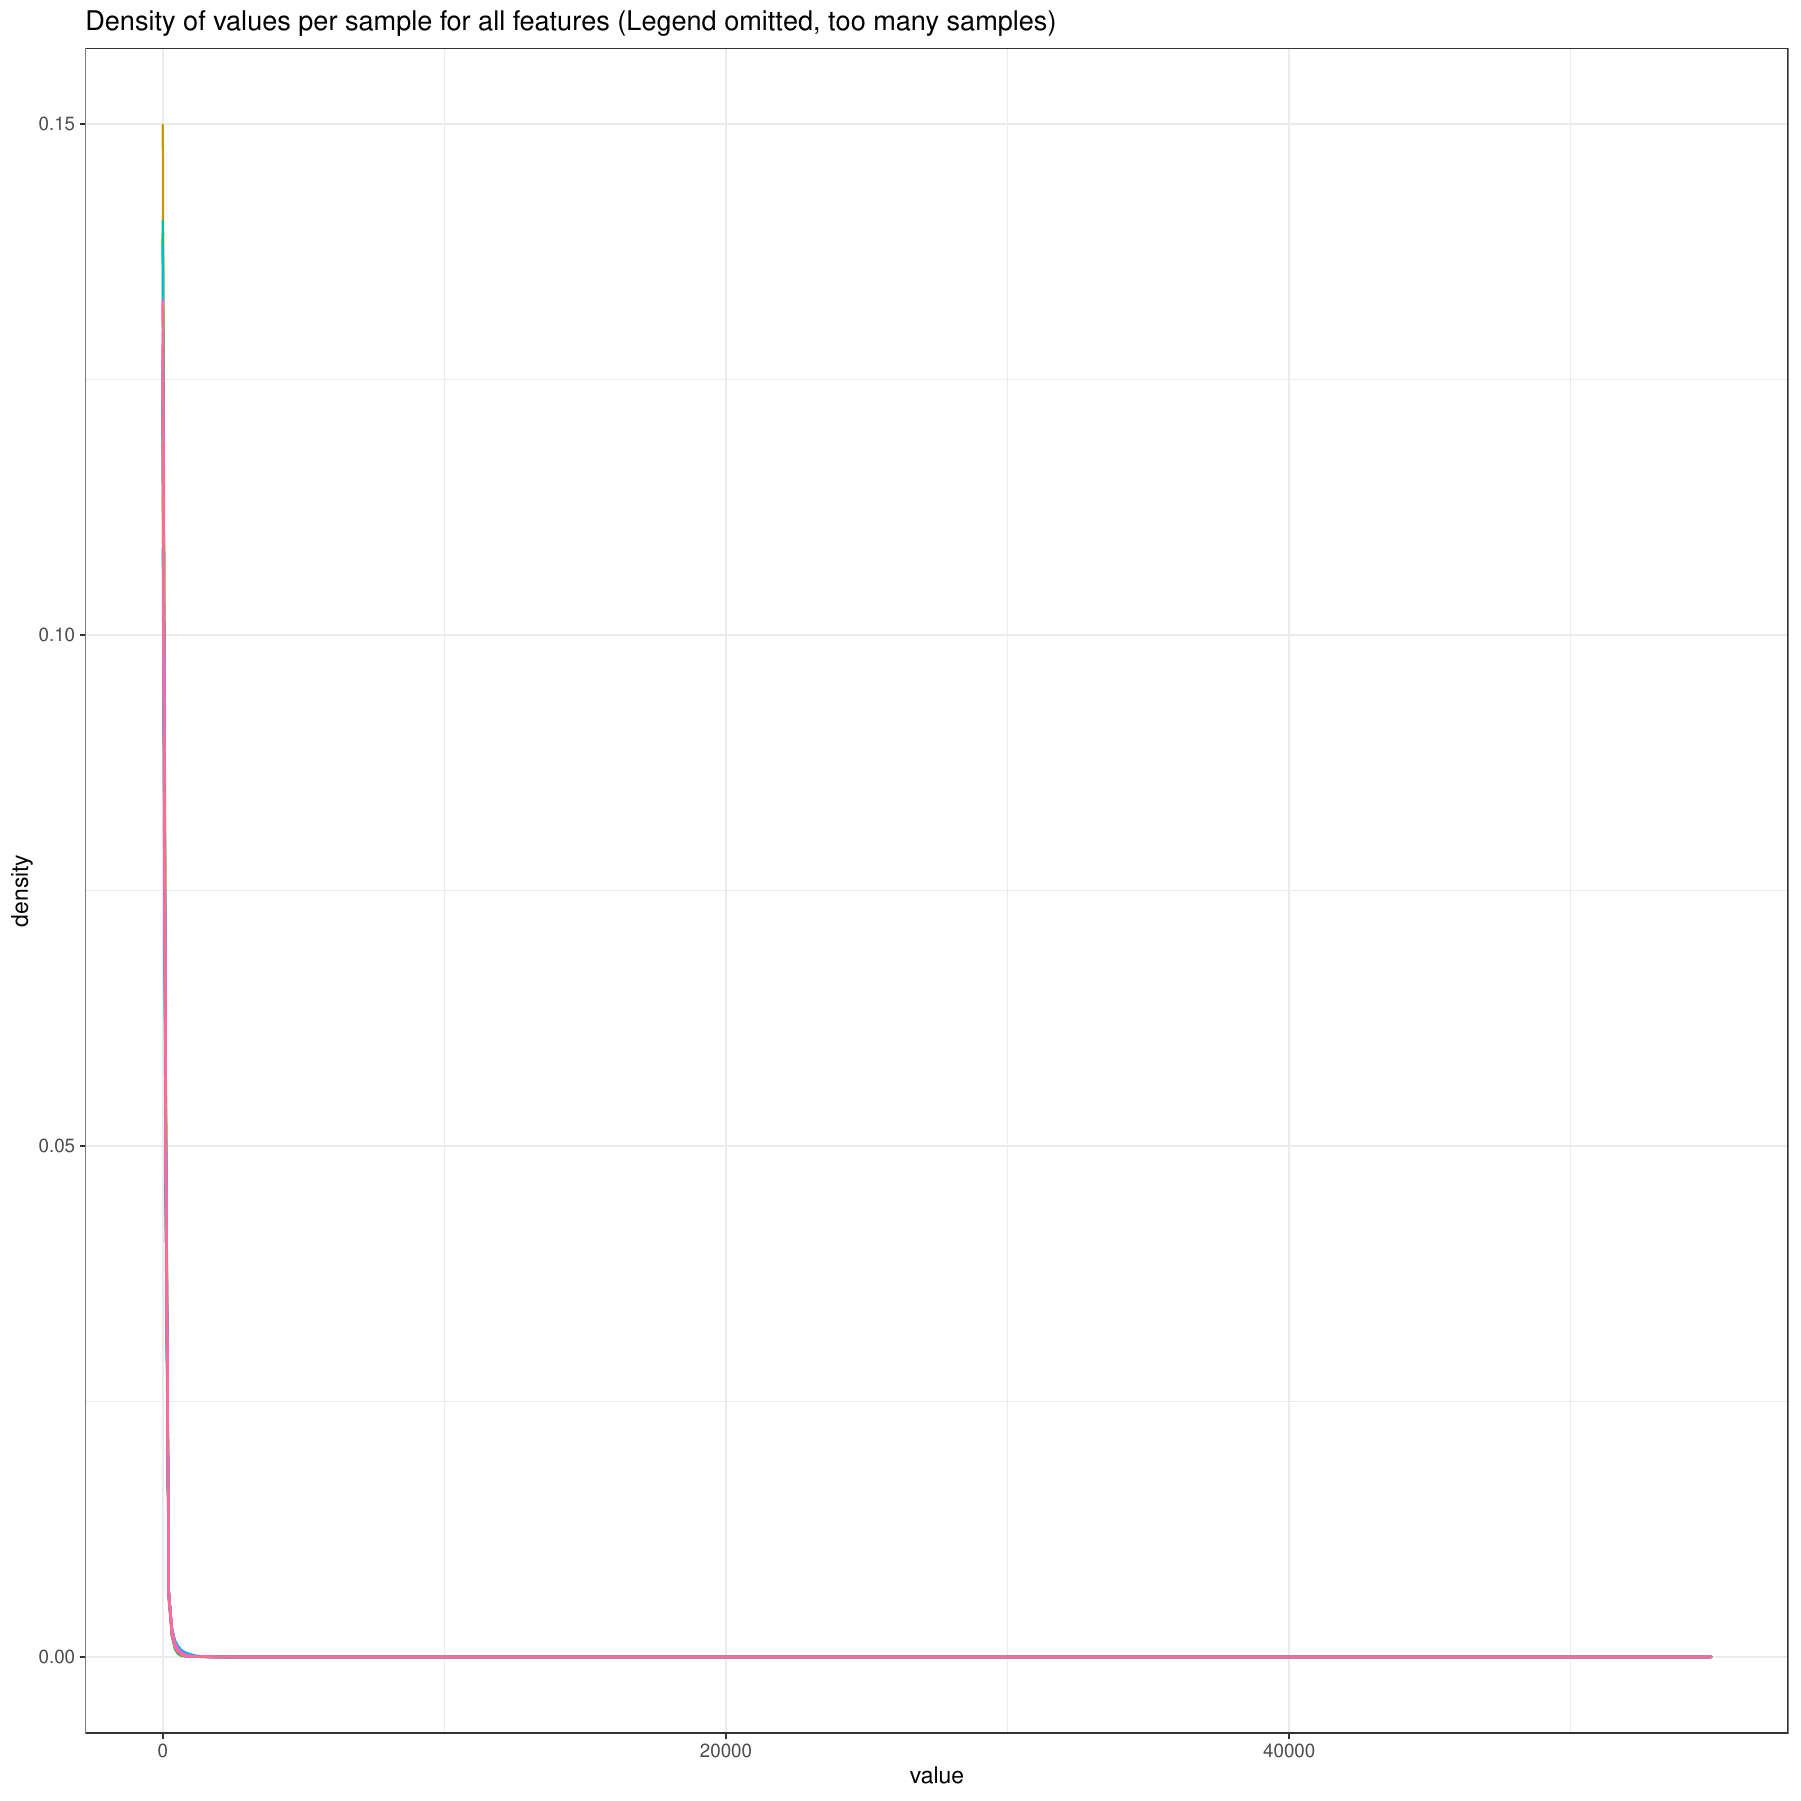 Density of values per sample for all features (Legend omitted, too many samples)
0.15
0.10
0.05
0.00
density
0
20000
40000
value